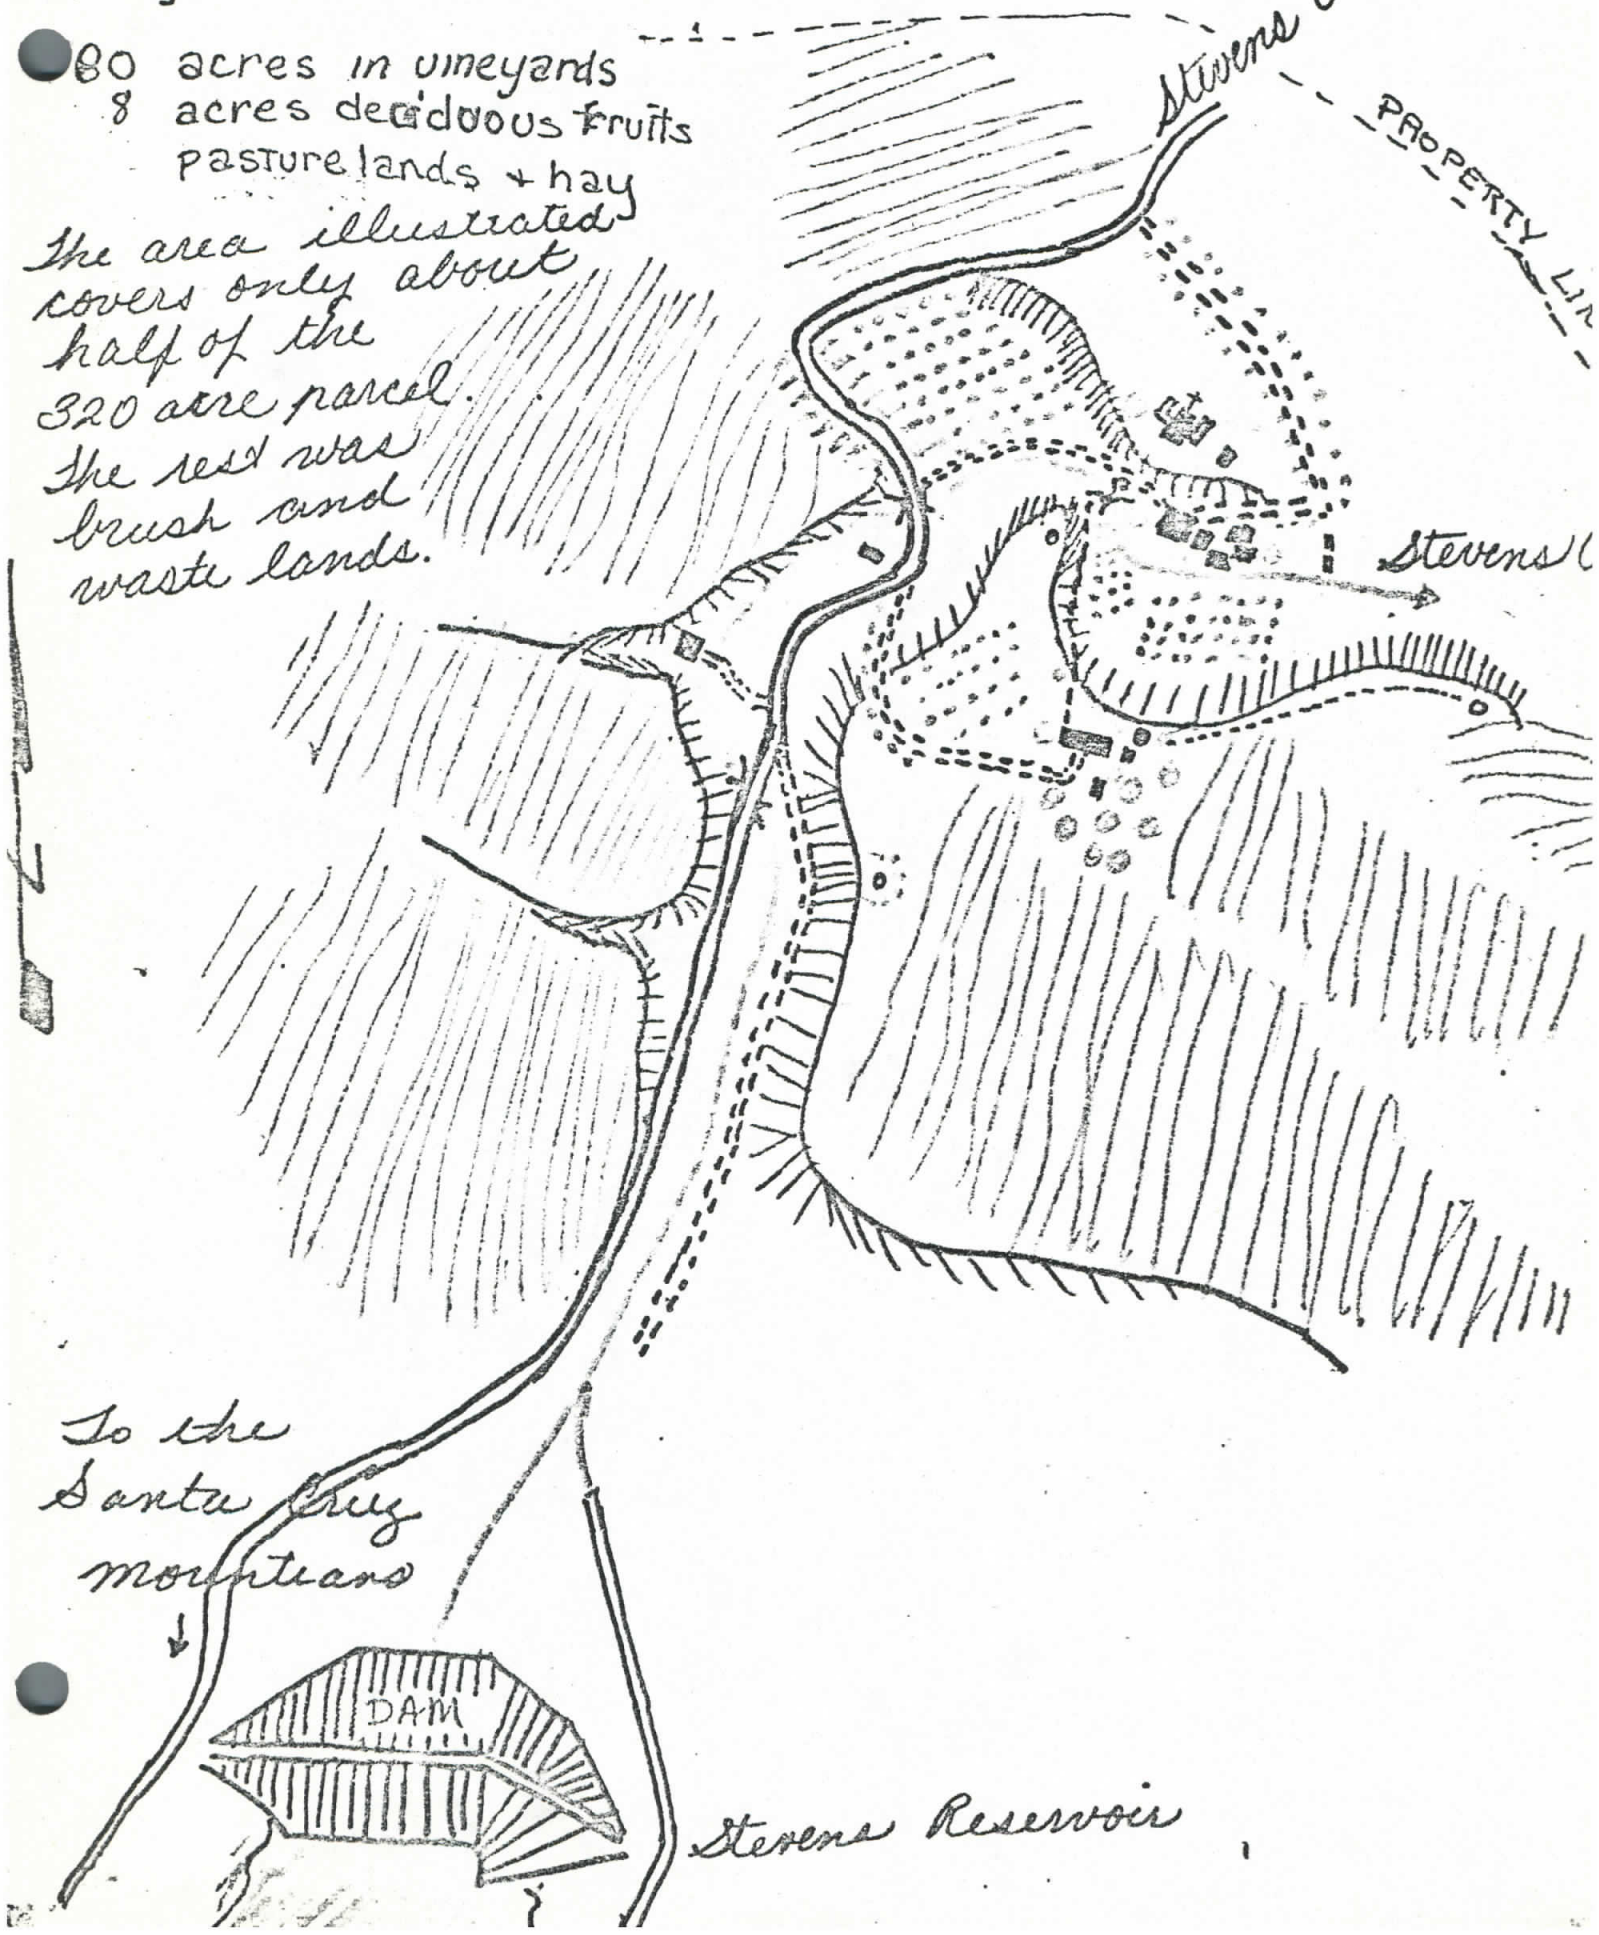 80 acres in vineyards
8 acres deciduous fruits
pasture lands + hay
The area illustrated
covers only about
half of the
320 acre parcel.
The rest was
brush and
waste lands.
Stevens
PROPERTY LIN
Stevens
To the
Santa Cruz
mountians
DAM
Stevens Reservoir